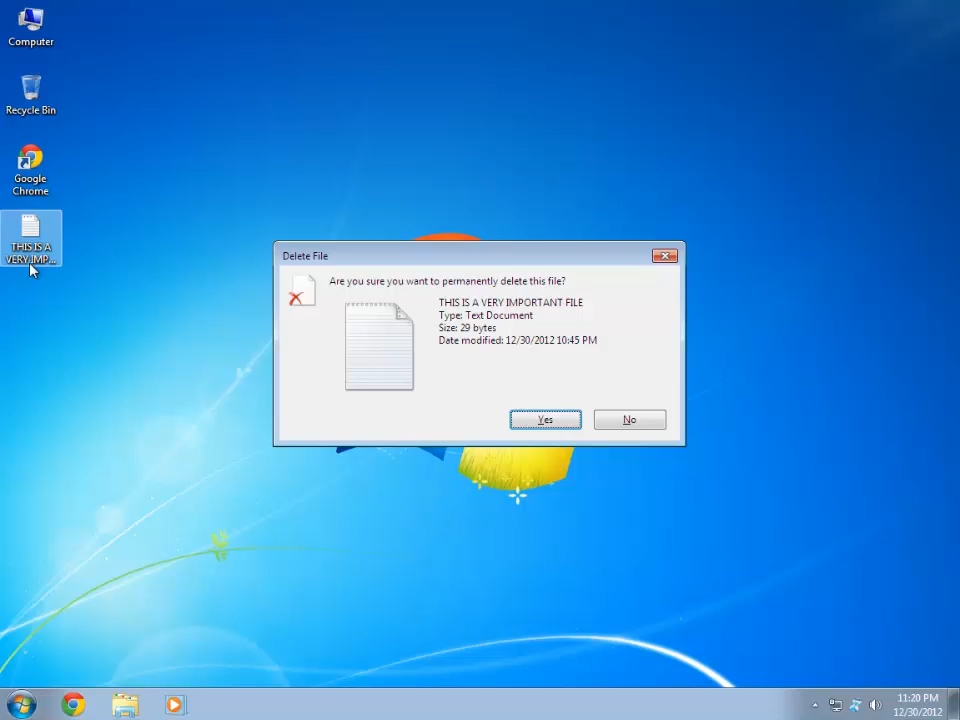 Computer
Recycle Bin
Google
Chrome
THIS IS A
VERY IMP...
Delete File
Are you sure you want to permanently delete this file?
THIS IS A VERY IMPORTANT FILE
Type: Text Document
Size: 29 bytes
Date modified: 12/30/2012 10:45 PM
Yes
No
11:20 PM
12/30/2012